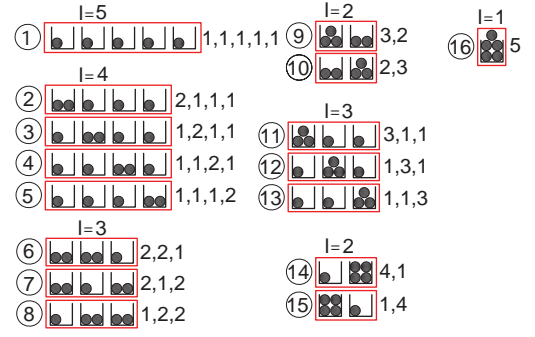 I=5
① 1,1,1,1,1
I=4
② 2,1,1,1
③ 1,2,1,1
④ 1,1,2,1
⑤ 1,1,1,2
I=3
⑥ 2,2,1
⑦ 2,1,2
⑧ 1,2,2
I=2
⑨ 3,2
⑩ 2,3
I=3
⑪ 3,1,1
⑫ 1,3,1
⑬ 1,1,3
I=2
⑭ 4,1
⑮ 1,4
I=1
⑯ 5